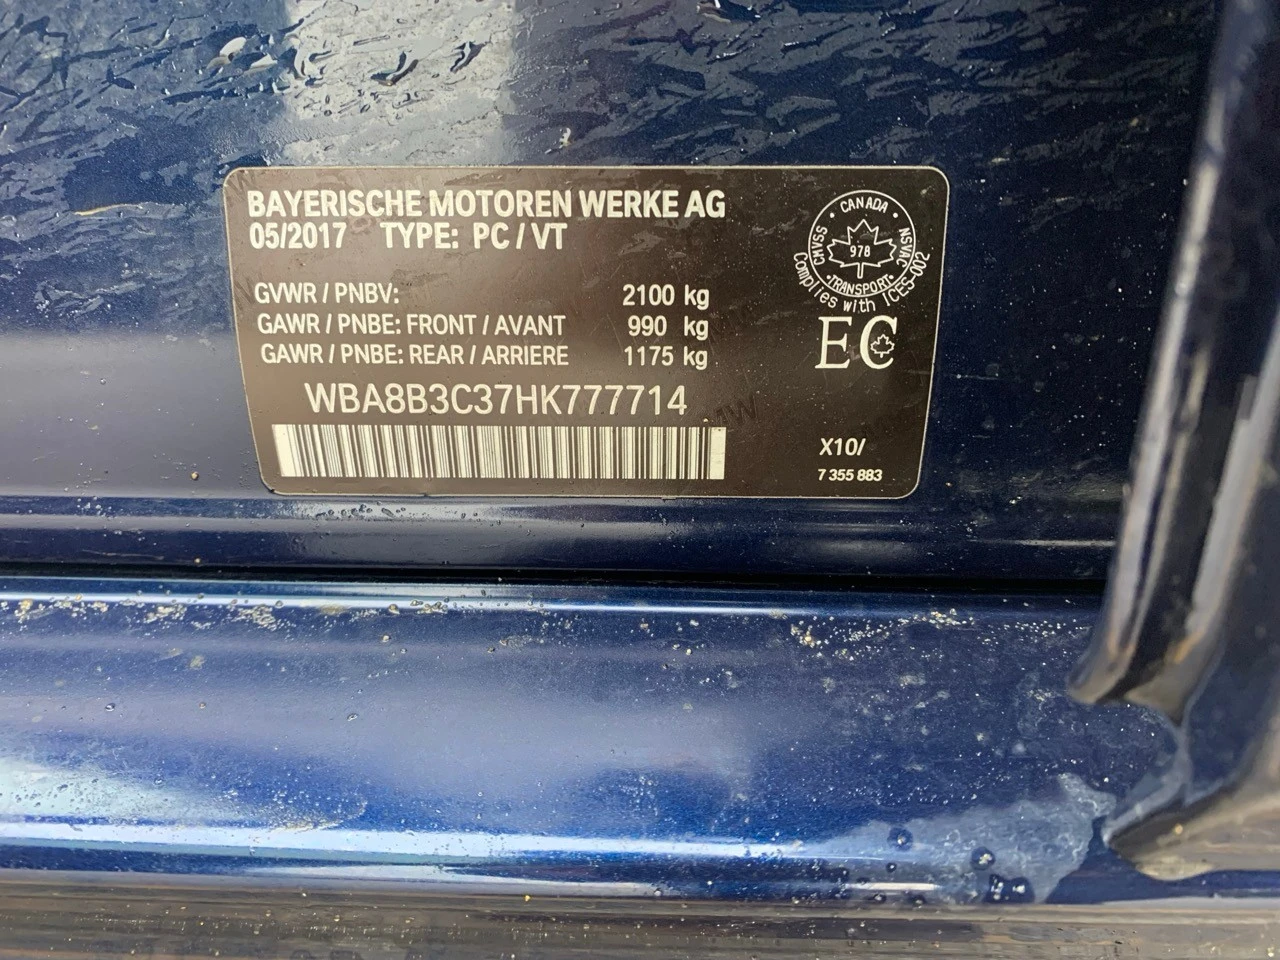 BAYERISCHE MOTOREN WERKE AG
05/2017 TYPE: PC / VT
GVWR / PNBV: 2100 kg
GAWR / PNBE: FRONT / AVANT 990 kg
GAWR / PNBE: REAR / ARRIERE 1175 kg
WBA8B3C37HK777714
CANADA
CMVSS 978 NSVAC
TRANSPORT
Complies with ICES-002
EC
X10/
7 355 883